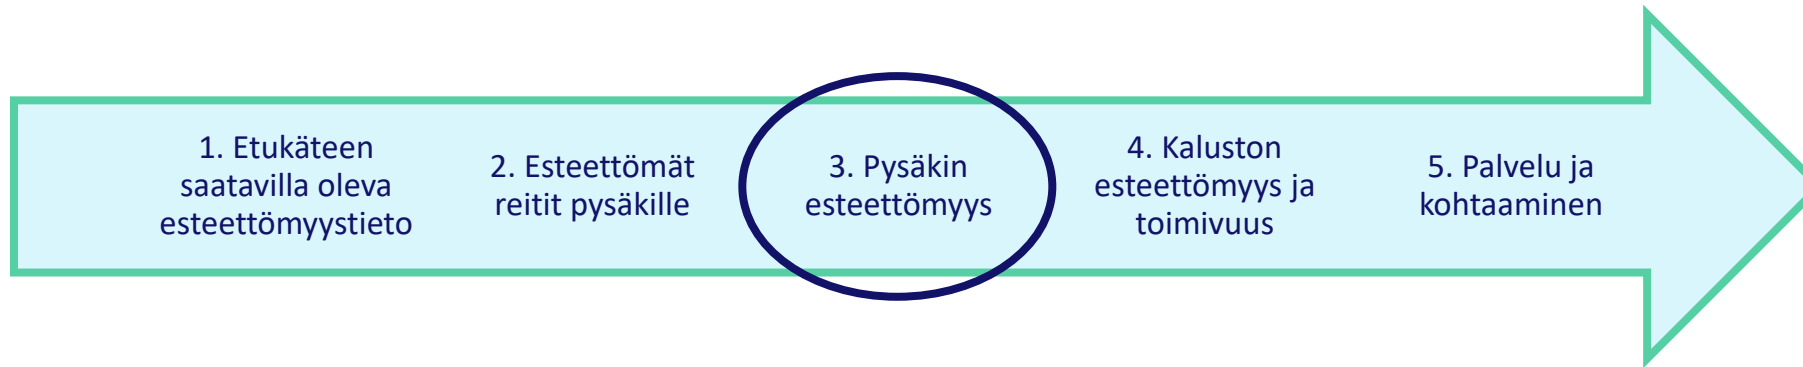 1. Etukäteen
saatavilla oleva
esteettömyystieto
2. Esteettömät
reitit pysäkille
3. Pysäkin
esteettömyys
4. Kaluston
esteettömyys ja
toimivuus
5. Palvelu ja
kohtaaminen